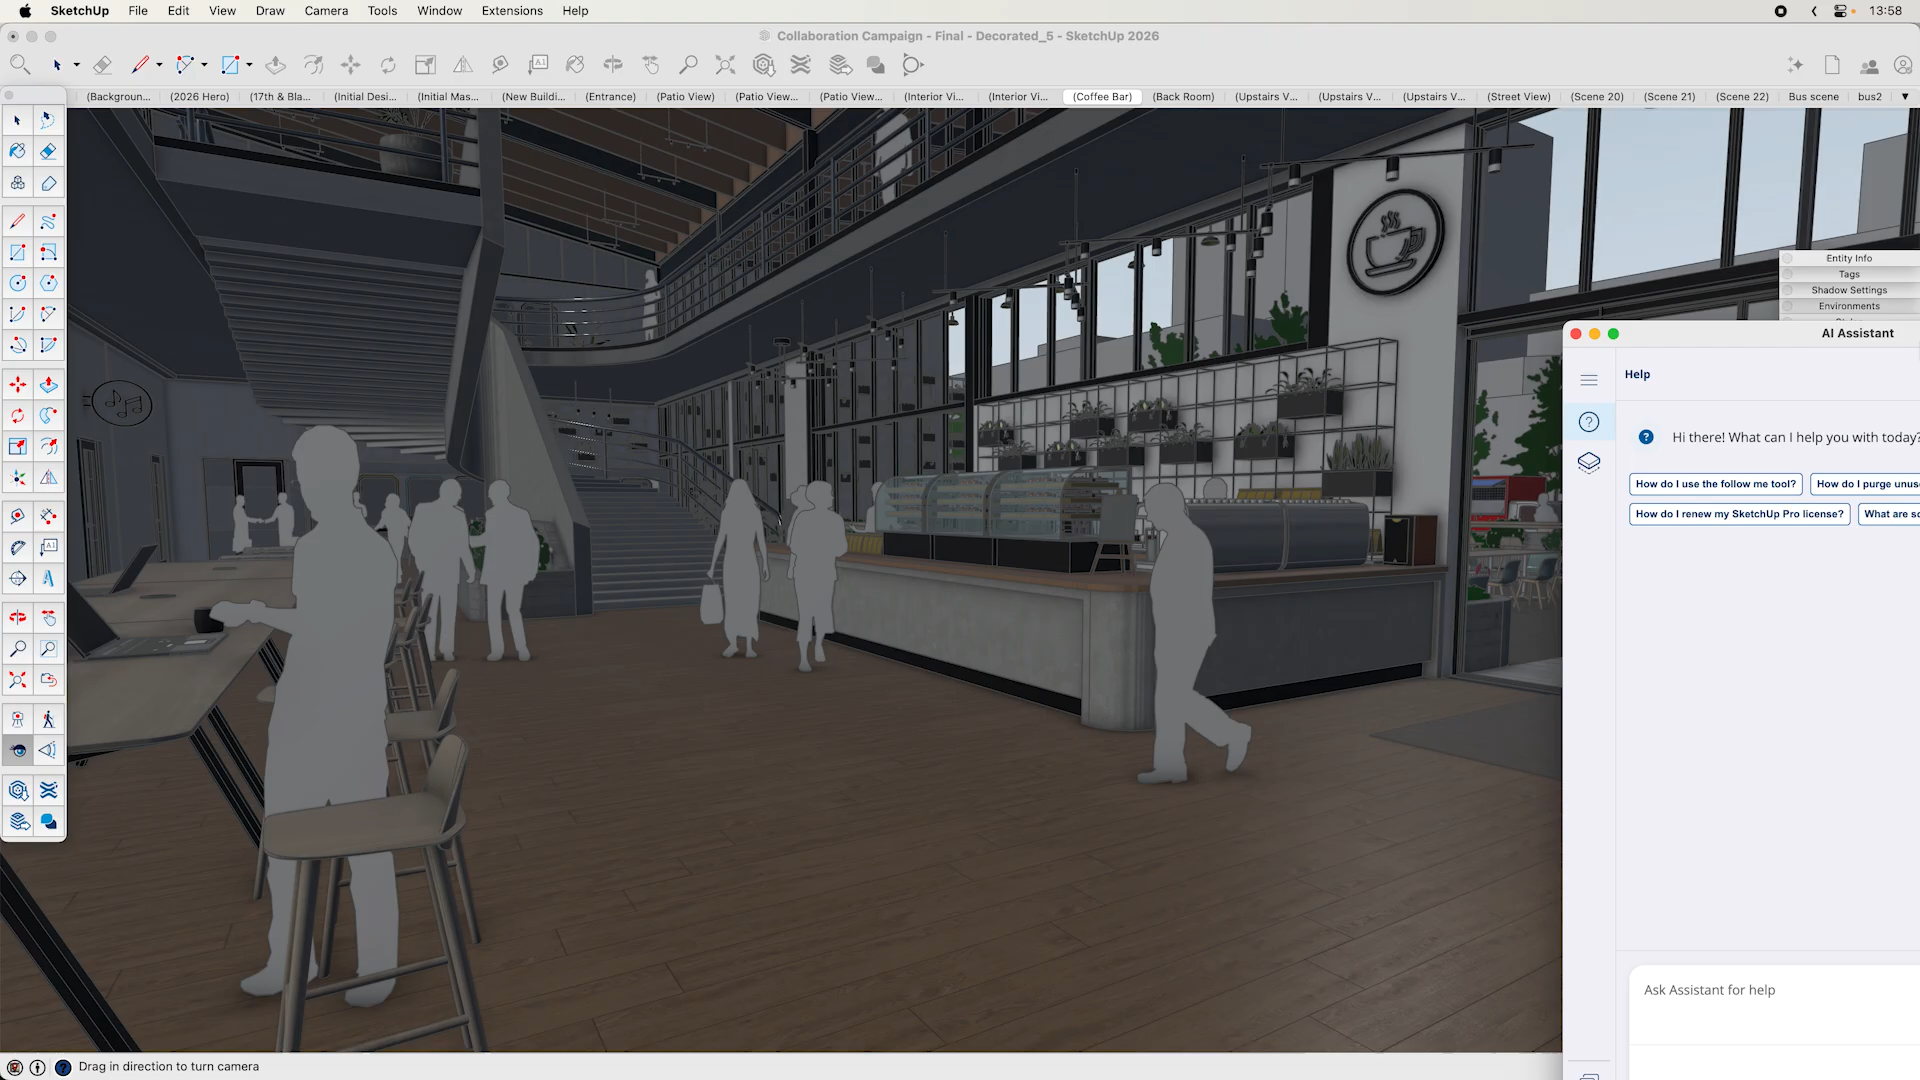 SketchUp File Edit View Draw Camera Tools Window Extensions Help 13:58
Collaboration Campaign - Final - Decorated_5 - SketchUp 2026
(Backgroun... (2026 Hero) (17th & Bla... (Initial Desi... (Initial Mas... (New Buildi... (Entrance) (Patio View) (Patio View... (Patio View... (Interior Vi... (Interior Vi... (Coffee Bar) (Back Room) (Upstairs V... (Upstairs V... (Upstairs V... (Street View) (Scene 20) (Scene 21) (Scene 22) Bus scene bus2
Entity Info
Tags
Shadow Settings
Environments
AI Assistant
Help
Hi there! What can I help you with today?
How do I use the follow me tool? How do I purge unus
How do I renew my SketchUp Pro license? What are so
Ask Assistant for help
Drag in direction to turn camera